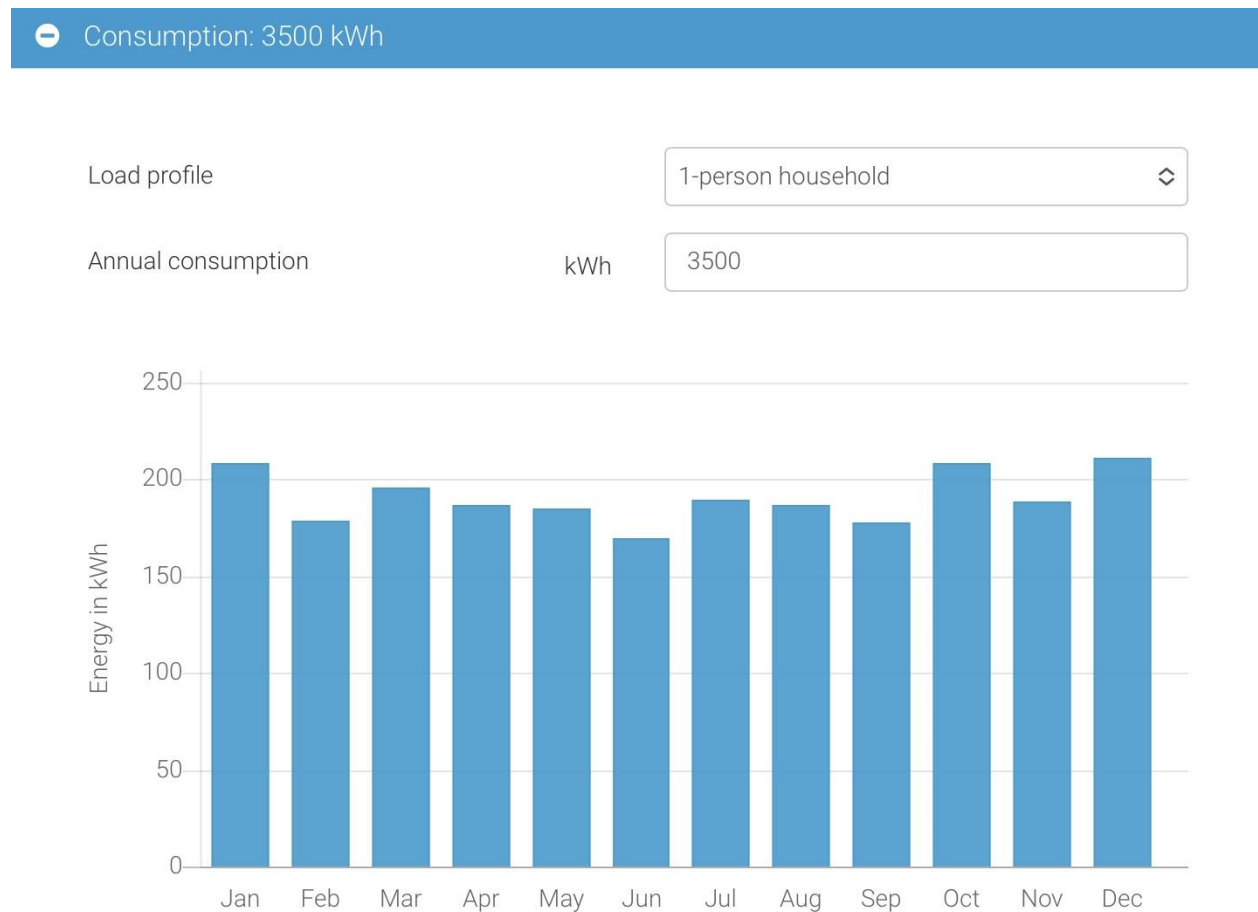 Consumption: 3500 kWh
Load profile
1-person household
Annual consumption kWh 3500
250
200
150
100
50
0
Energy in kWh
Jan Feb Mar Apr May Jun Jul Aug Sep Oct Nov Dec